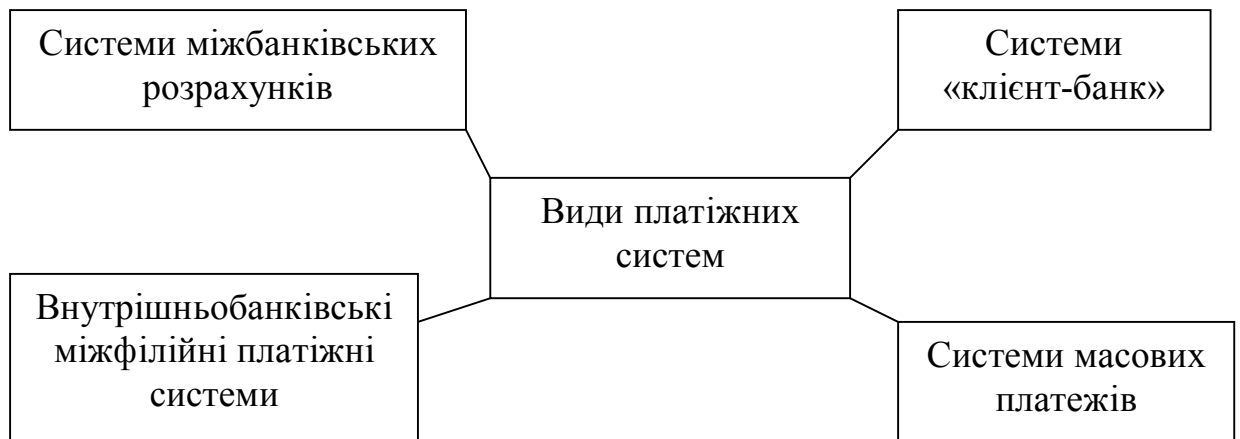 Системи міжбанківських
розрахунків
Системи
«клієнт-банк»
Види платіжних
систем
Внутрішньобанківські
міжфілійні платіжні
системи
Системи масових
платежів